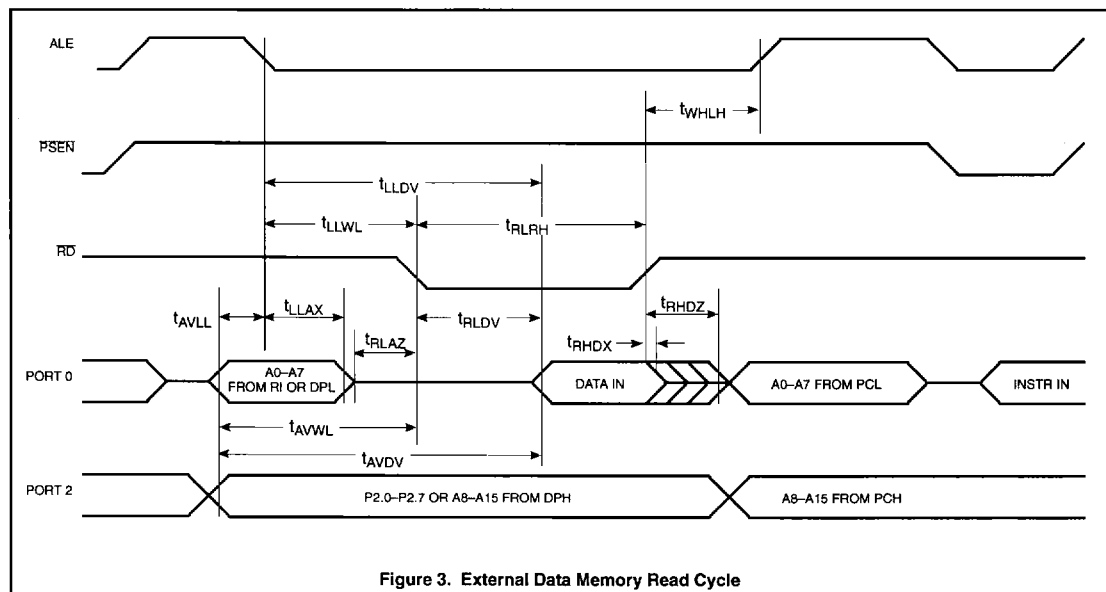 ALE
tWHLH
PSEN
tLLDV
tLLWL
tRLRH
RD
tAVLL
tLLAX
tRLDV
tRHDZ
tRLAZ
tRHDX
PORT 0
A0–A7
FROM RI OR DPL
DATA IN
A0–A7 FROM PCL
INSTR IN
tAVWL
tAVDV
PORT 2
P2.0–P2.7 OR A8–A15 FROM DPH
A8–A15 FROM PCH
Figure 3. External Data Memory Read Cycle